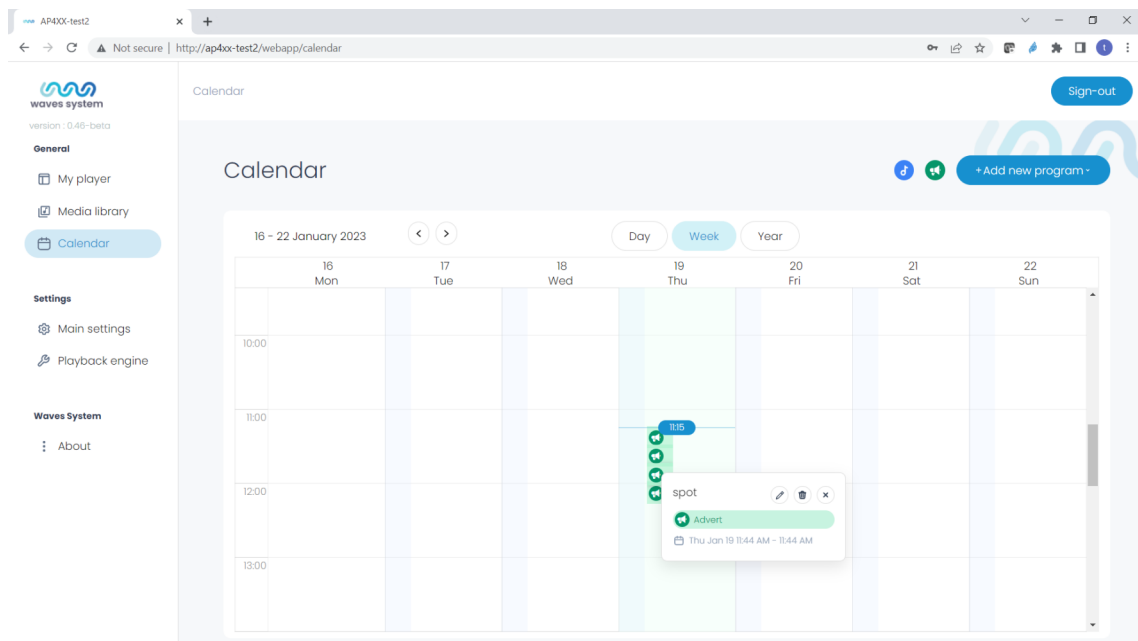 AP4XX-test2
Not secure | http://ap4xx-test2/webapp/calendar
t
waves system
version : 0.46-beta
Calendar
Sign-out
General
My player
Media library
Calendar
Settings
Main settings
Playback engine
Waves System
About
Calendar
+Add new program
16 - 22 January 2023
Day Week Year
16 17 18 19 20 21 22
Mon Tue Wed Thu Fri Sat Sun
10:00
11:00
11:15
12:00
spot
Advert
Thu Jan 19 11:44 AM - 11:44 AM
13:00